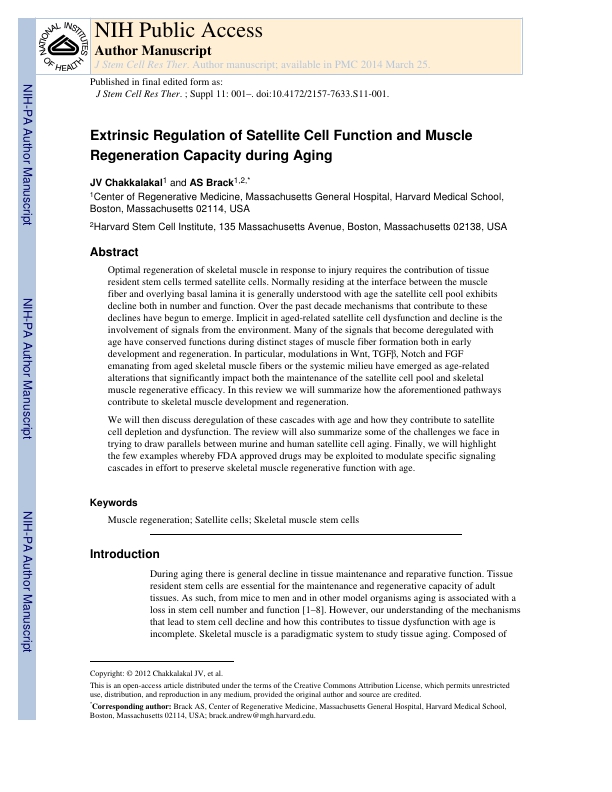 NATIONAL INSTITUTES
OF HEALTH
NIH Public Access
Author Manuscript
J Stem Cell Res Ther. Author manuscript; available in PMC 2014 March 25.
Published in final edited form as:
J Stem Cell Res Ther. ; Suppl 11: 001–. doi:10.4172/2157-7633.S11-001.
Extrinsic Regulation of Satellite Cell Function and Muscle
Regeneration Capacity during Aging
JV Chakkalakal1 and AS Brack1,2,*
1Center of Regenerative Medicine, Massachusetts General Hospital, Harvard Medical School,
Boston, Massachusetts 02114, USA
2Harvard Stem Cell Institute, 135 Massachusetts Avenue, Boston, Massachusetts 02138, USA
Abstract
Optimal regeneration of skeletal muscle in response to injury requires the contribution of tissue
resident stem cells termed satellite cells. Normally residing at the interface between the muscle
fiber and overlying basal lamina it is generally understood with age the satellite cell pool exhibits
decline both in number and function. Over the past decade mechanisms that contribute to these
declines have begun to emerge. Implicit in aged-related satellite cell dysfunction and decline is the
involvement of signals from the environment. Many of the signals that become deregulated with
age have conserved functions during distinct stages of muscle fiber formation both in early
development and regeneration. In particular, modulations in Wnt, TGFβ, Notch and FGF
emanating from aged skeletal muscle fibers or the systemic milieu have emerged as age-related
alterations that significantly impact both the maintenance of the satellite cell pool and skeletal
muscle regenerative efficacy. In this review we will summarize how the aforementioned pathways
contribute to skeletal muscle development and regeneration.
We will then discuss deregulation of these cascades with age and how they contribute to satellite
cell depletion and dysfunction. The review will also summarize some of the challenges we face in
trying to draw parallels between murine and human satellite cell aging. Finally, we will highlight
the few examples whereby FDA approved drugs may be exploited to modulate specific signaling
cascades in effort to preserve skeletal muscle regenerative function with age.
Keywords
Muscle regeneration; Satellite cells; Skeletal muscle stem cells
Introduction
During aging there is general decline in tissue maintenance and reparative function. Tissue
resident stem cells are essential for the maintenance and regenerative capacity of adult
tissues. As such, from mice to men and in other model organisms aging is associated with a
loss in stem cell number and function [1–8]. However, our understanding of the mechanisms
that lead to stem cell decline and how this contributes to tissue dysfunction with age is
incomplete. Skeletal muscle is a paradigmatic system to study tissue aging. Composed of
Copyright: © 2012 Chakkalakal JV, et al.
This is an open-access article distributed under the terms of the Creative Commons Attribution License, which permits unrestricted
use, distribution, and reproduction in any medium, provided the original author and source are credited.
*Corresponding author: Brack AS, Center of Regenerative Medicine, Massachusetts General Hospital, Harvard Medical School,
Boston, Massachusetts 02114, USA; brack.andrew@mgh.harvard.edu.
NIH-PA Author Manuscript
NIH-PA Author Manuscript
NIH-PA Author Manuscript